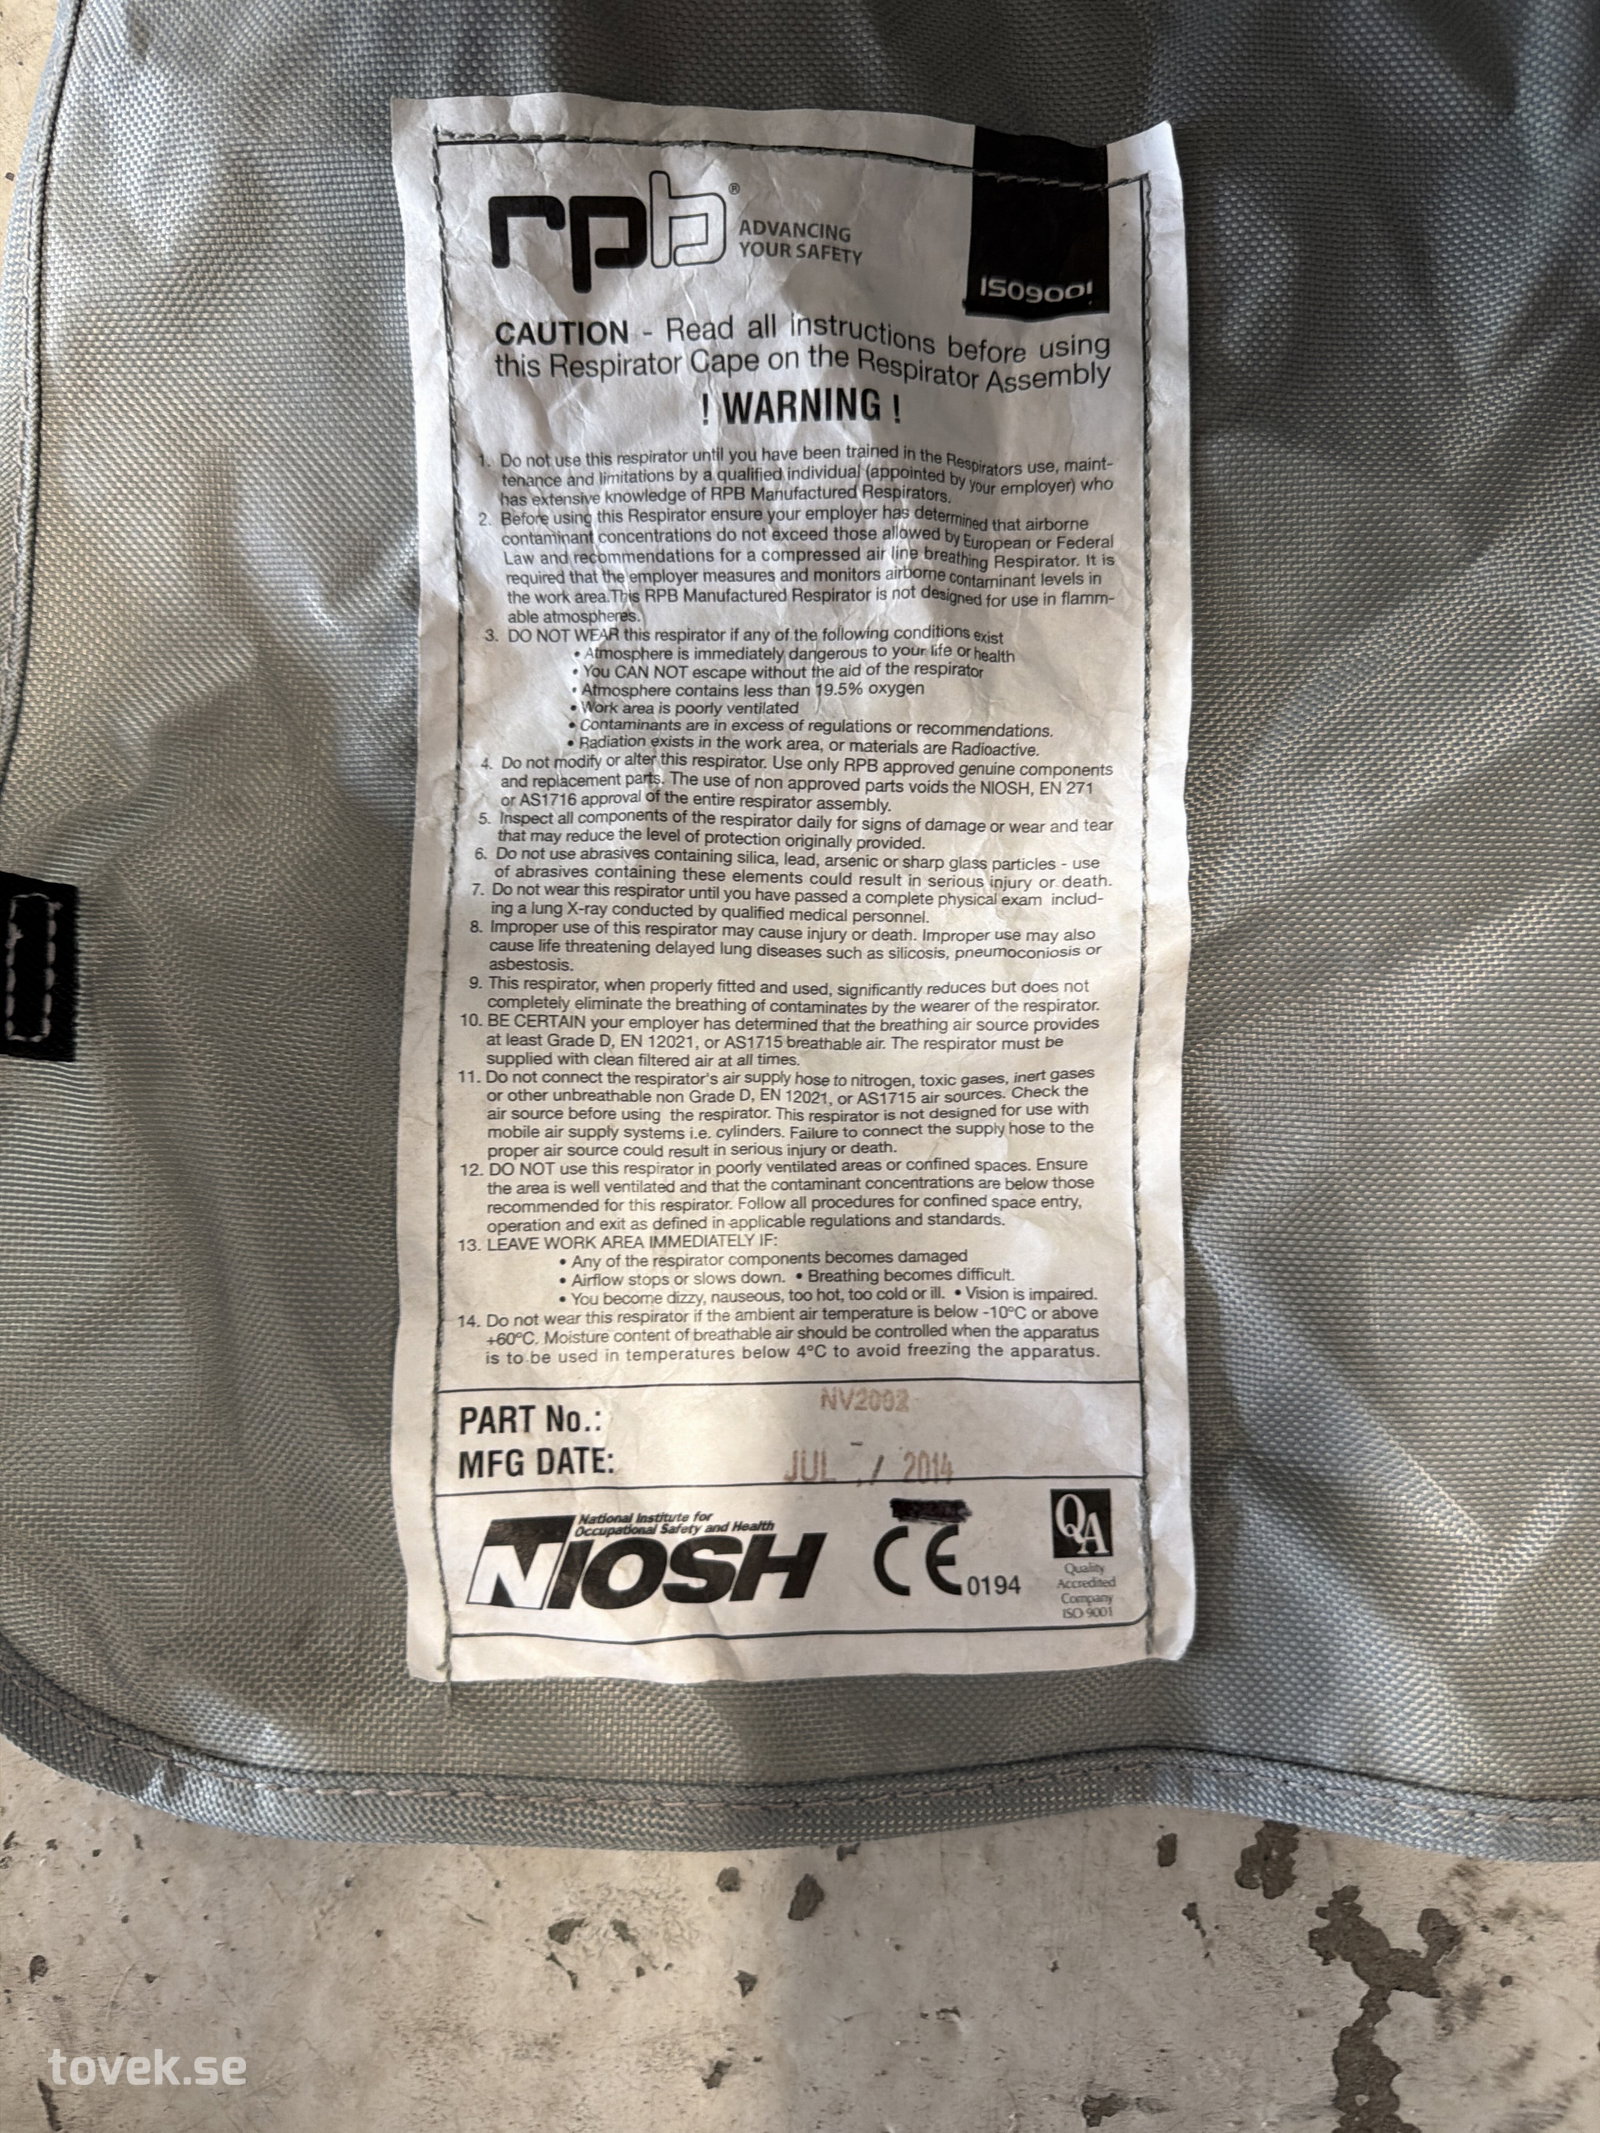 rpb®
ADVANCING
YOUR SAFETY
ISO9001
CAUTION - Read all instructions before using
this Respirator Cape on the Respirator Assembly
! WARNING !
1. Do not use this respirator until you have been trained in the Respirators use, maint-
tenance and limitations by a qualified individual (appointed by your employer) who
has extensive knowledge of RPB Manufactured Respirators.
2. Before using this Respirator ensure your employer has determined that airborne
contaminant concentrations do not exceed those allowed by European or Federal
Law and recommendations for a compressed air line breathing Respirator. It is
required that the employer measures and monitors airborne contaminant levels in
the work area.This RPB Manufactured Respirator is not designed for use in flamm-
able atmospheres.
3. DO NOT WEAR this respirator if any of the following conditions exist
• Atmosphere is immediately dangerous to your life or health
• You CAN NOT escape without the aid of the respirator
• Atmosphere contains less than 19.5% oxygen
• Work area is poorly ventilated
• Contaminants are in excess of regulations or recommendations.
• Radiation exists in the work area, or materials are Radioactive.
4. Do not modify or alter this respirator. Use only RPB approved genuine components
and replacement parts. The use of non approved parts voids the NIOSH, EN 271
or AS1716 approval of the entire respirator assembly.
5. Inspect all components of the respirator daily for signs of damage or wear and tear
that may reduce the level of protection originally provided.
6. Do not use abrasives containing silica, lead, arsenic or sharp glass particles - use
of abrasives containing these elements could result in serious injury or death.
7. Do not wear this respirator until you have passed a complete physical exam includ-
ing a lung X-ray conducted by qualified medical personnel.
8. Improper use of this respirator may cause injury or death. Improper use may also
cause life threatening delayed lung diseases such as silicosis, pneumoconiosis or
asbestosis.
9. This respirator, when properly fitted and used, significantly reduces but does not
completely eliminate the breathing of contaminates by the wearer of the respirator.
10. BE CERTAIN your employer has determined that the breathing air source provides
at least Grade D, EN 12021, or AS1715 breathable air. The respirator must be
supplied with clean filtered air at all times.
11. Do not connect the respirator's air supply hose to nitrogen, toxic gases, inert gases
or other unbreathable non Grade D, EN 12021, or AS1715 air sources. Check the
air source before using the respirator. This respirator is not designed for use with
mobile air supply systems i.e. cylinders. Failure to connect the supply hose to the
proper air source could result in serious injury or death.
12. DO NOT use this respirator in poorly ventilated areas or confined spaces. Ensure
the area is well ventilated and that the contaminant concentrations are below those
recommended for this respirator. Follow all procedures for confined space entry,
operation and exit as defined in applicable regulations and standards.
13. LEAVE WORK AREA IMMEDIATELY IF:
• Any of the respirator components becomes damaged
• Airflow stops or slows down. • Breathing becomes difficult.
• You become dizzy, nauseous, too hot, too cold or ill. • Vision is impaired.
14. Do not wear this respirator if the ambient air temperature is below -10°C or above
+60°C. Moisture content of breathable air should be controlled when the apparatus
is to be used in temperatures below 4°C to avoid freezing the apparatus.
PART No.:
MFG DATE: JUL 7 / 2014
National Institute for
Occupational Safety and Health
NIOSH
CE 0194
QA
Quality
Accredited
Company
ISO 9001
tovek.se